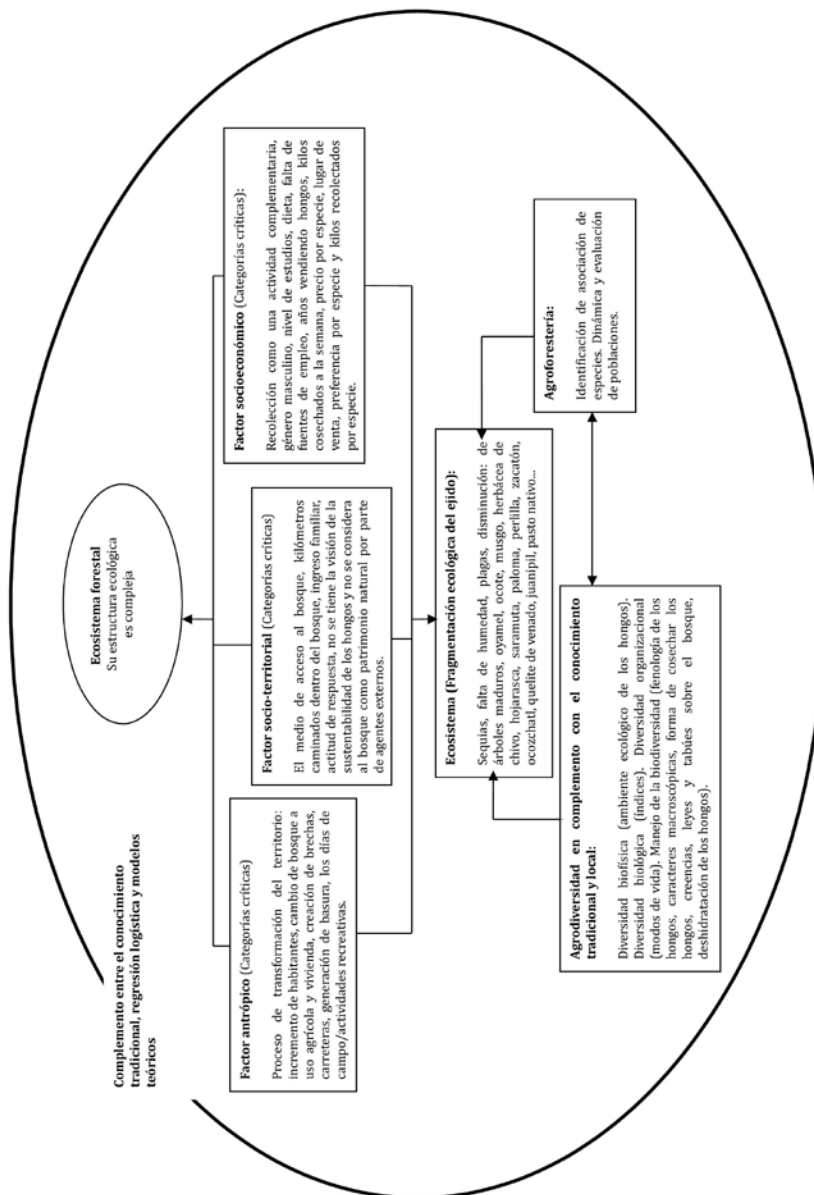 Complemento entre el conocimiento
tradicional, regresión logística y modelos
teóricos
Ecosistema forestal
Su estructura ecológica
es compleja
Factor antrópico (Categorías críticas)
Proceso de transformación del territorio:
incremento de habitantes, cambio de bosque a
uso agrícola y vivienda, creación de brechas,
carreteras, generación de basura, los días de
campo/actividades recreativas.
Factor socio-territorial (Categorías críticas)
El medio de acceso al bosque, kilómetros
caminados dentro del bosque, ingreso familiar,
actitud de respuesta, no se tiene la visión de la
sustentabilidad de los hongos y no se considera
al bosque como patrimonio natural por parte
de agentes externos.
Factor socioeconómico (Categorías críticas):
Recolección como una actividad complementaria,
género masculino, nivel de estudios, dieta, falta de
fuentes de empleo, años vendiendo hongos, kilos
cosechados a la semana, precio por especie, lugar de
venta, preferencia por especie y kilos recolectados
por especie.
Ecosistema (Fragmentación ecológica del ejido):
Sequias, falta de humedad, plagas, disminución: de
árboles maduros, oyamel, ocote, musgo, herbácea de
chivo, hojarasca, saramuta, paloma, perlilla, zacatón,
ocozchatl, quelite de venado, juanipil, pasto nativo...
Agrodiversidad en complemento con el conocimiento
tradicional y local:
Diversidad biofísica (ambiente ecológico de los hongos).
Diversidad biológica (índices). Diversidad organizacional
(modos de vida). Manejo de la biodiversidad (fenología de los
hongos, caracteres macroscópicas, forma de cosechar los
hongos, creencias, leyes y tabúes sobre el bosque,
deshidratación de los hongos).
Agroforestería:
Identificación de asociación de
especies. Dinámica y evaluación
de poblaciones.